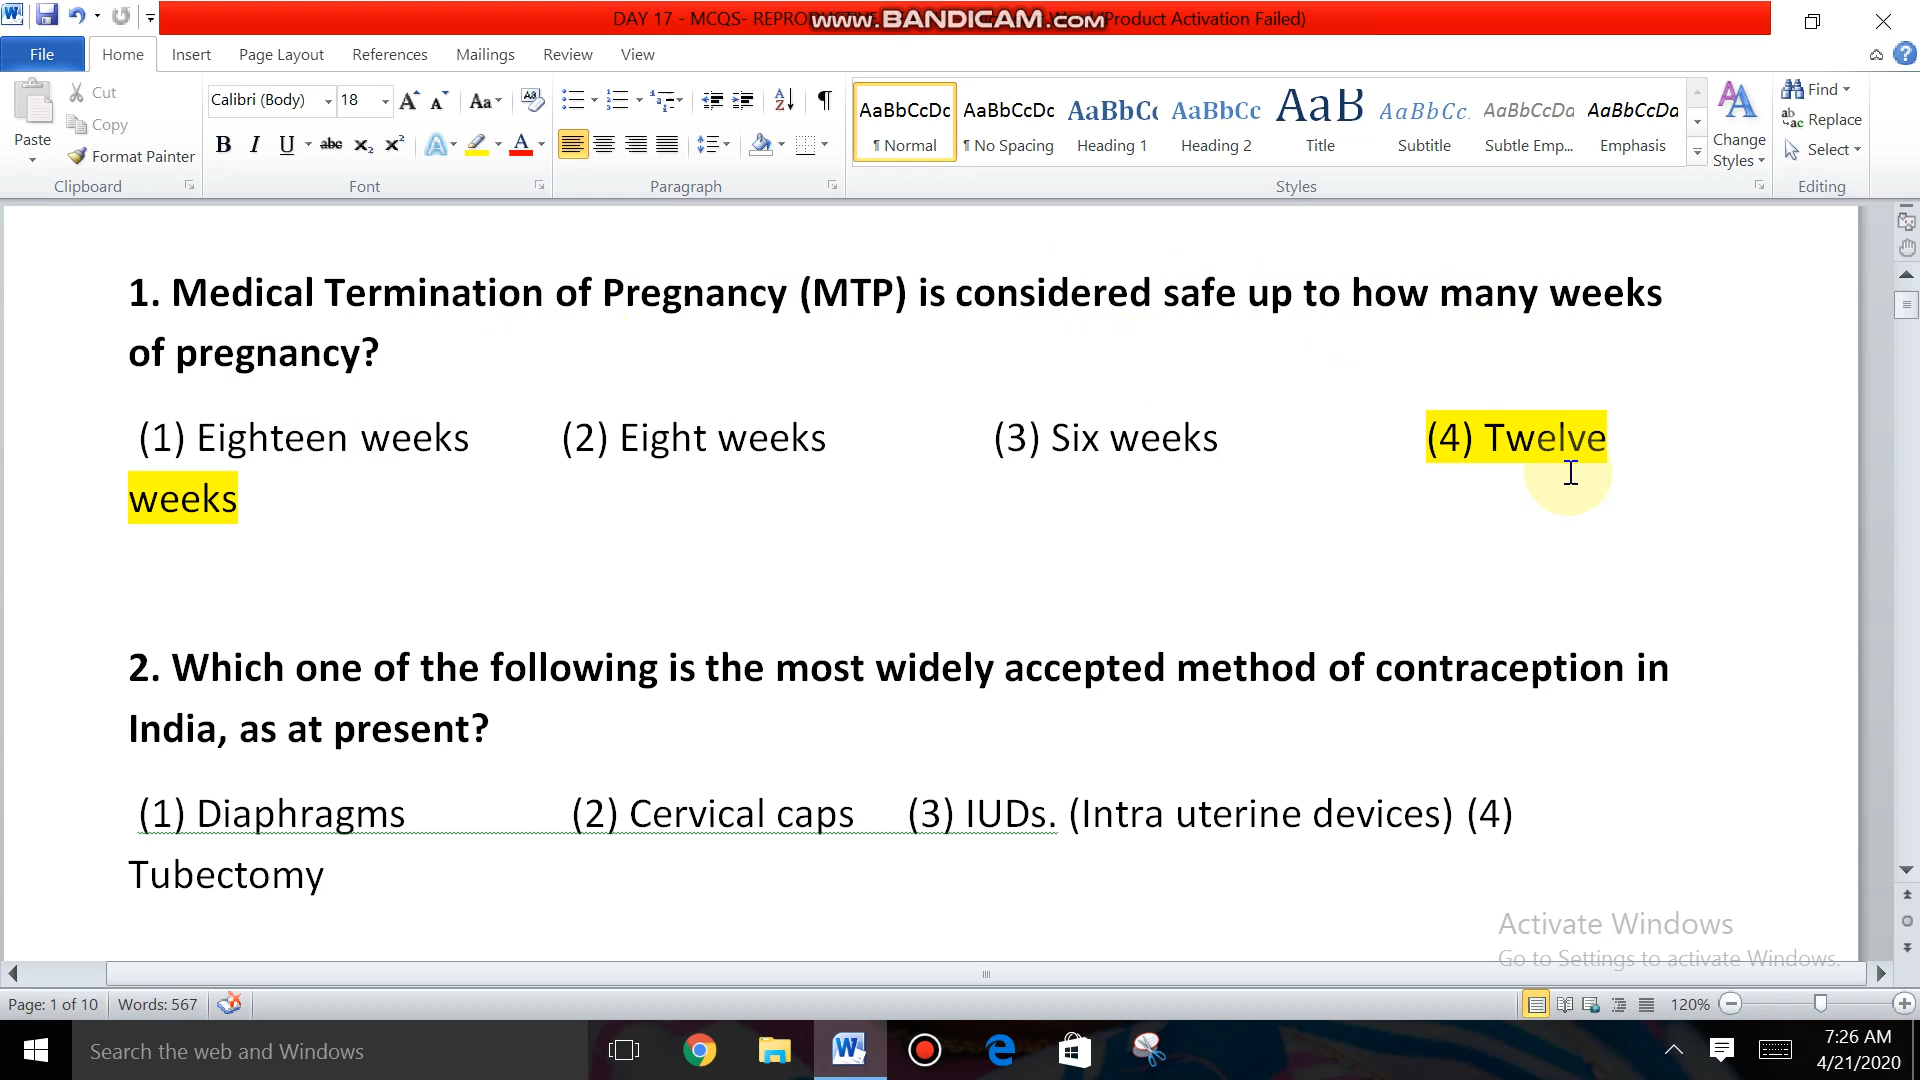 DAY 17 - MCQS- REPRODUCTIVE
www.BANDICAM.com
(Product Activation Failed)
File Home Insert Page Layout References Mailings Review View
Paste
Cut
Copy
Format Painter
Clipboard
Calibri (Body) 18
Font
Paragraph
AaBbCcDc AaBbCcDc AaBbCc AaBbCc AaB AaBbCc. AaBbCcDa AaBbCcDa
¶ Normal ¶ No Spacing Heading 1 Heading 2 Title Subtitle Subtle Emp... Emphasis
Change Styles
Styles
Find
Replace
Select
Editing
1. Medical Termination of Pregnancy (MTP) is considered safe up to how many weeks
of pregnancy?
(1) Eighteen weeks (2) Eight weeks (3) Six weeks (4) Twelve
weeks
2. Which one of the following is the most widely accepted method of contraception in
India, as at present?
(1) Diaphragms (2) Cervical caps (3) IUDs. (Intra uterine devices) (4)
Tubectomy
Activate Windows
Go to Settings to activate Windows.
Page: 1 of 10 Words: 567 120%
Search the web and Windows
7:26 AM
4/21/2020